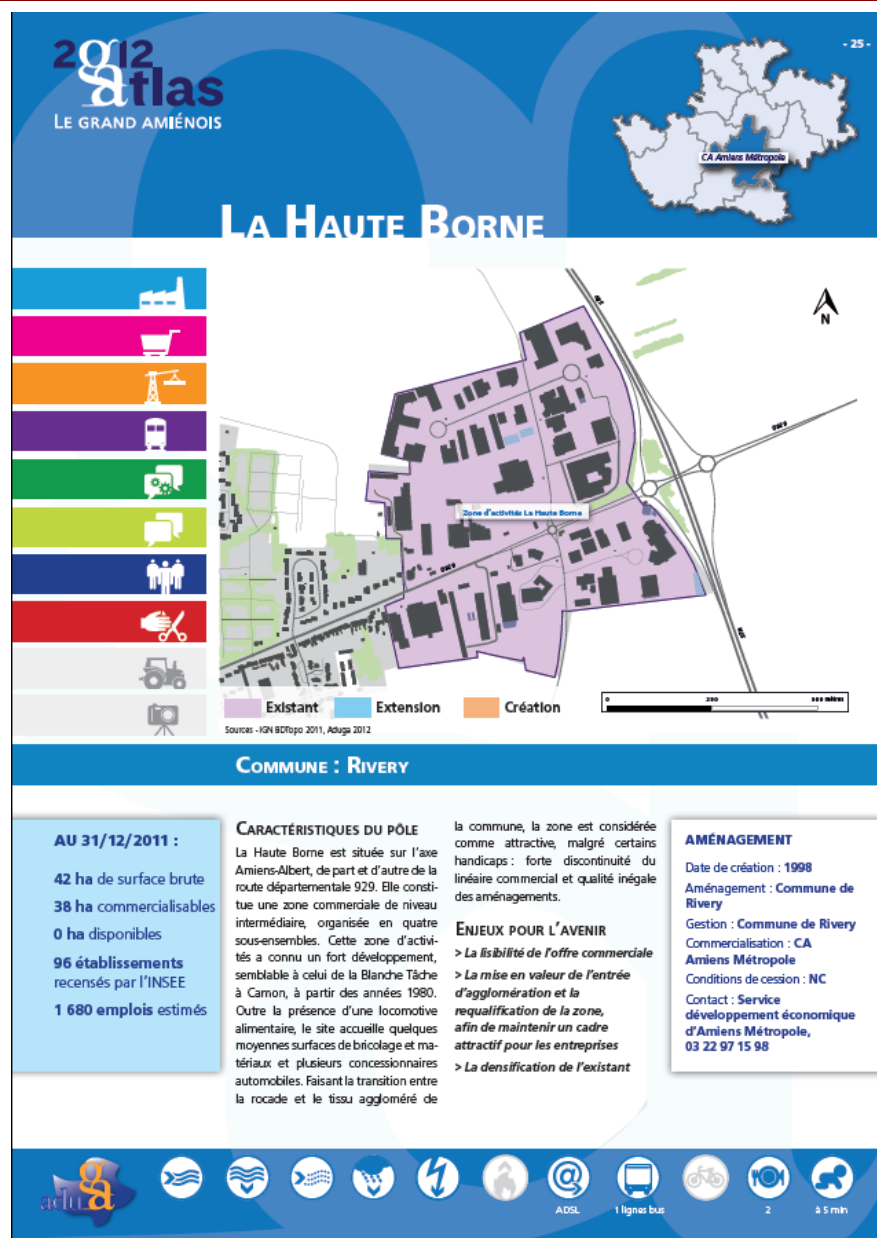 - 25 -
2012
atlas
LE GRAND AMIÉNOIS
CA Amiens Métropole
LA HAUTE BORNE
N
Zone d'activités La Haute Borne
Existant
Extension
Création
0
250
500 mètres
Sources - IGN BDTopo 2011, Aduga 2012
COMMUNE : RIVERY
AU 31/12/2011 :
42 ha de surface brute
38 ha commercialisables
0 ha disponibles
96 établissements
recensés par l'INSEE
1 680 emplois estimés
CARACTÉRISTIQUES DU PÔLE
La Haute Borne est située sur l'axe
Amiens-Albert, de part et d'autre de la
route départementale 929. Elle consti-
tue une zone commerciale de niveau
intermédiaire, organisée en quatre
sous-ensembles. Cette zone d'activi-
tés a connu un fort développement,
semblable à celui de la Blanche Tâche
à Camon, à partir des années 1980.
Outre la présence d'une locomotive
alimentaire, le site accueille quelques
moyennes surfaces de bricolage et ma-
tériaux et plusieurs concessionnaires
automobiles. Faisant la transition entre
la rocade et le tissu aggloméré de
la commune, la zone est considérée
comme attractive, malgré certains
handicaps : forte discontinuité du
linéaire commercial et qualité inégale
des aménagements.
ENJEUX POUR L'AVENIR
> La lisibilité de l'offre commerciale
> La mise en valeur de l'entrée
d'agglomération et la
requalification de la zone,
afin de maintenir un cadre
attractif pour les entreprises
> La densification de l'existant
AMÉNAGEMENT
Date de création : 1998
Aménagement : Commune de
Rivery
Gestion : Commune de Rivery
Commercialisation : CA
Amiens Métropole
Conditions de cession : NC
Contact : Service
développement économique
d'Amiens Métropole,
03 22 97 15 98
aduga
ADSL
1 lignes bus
2
à 5 min